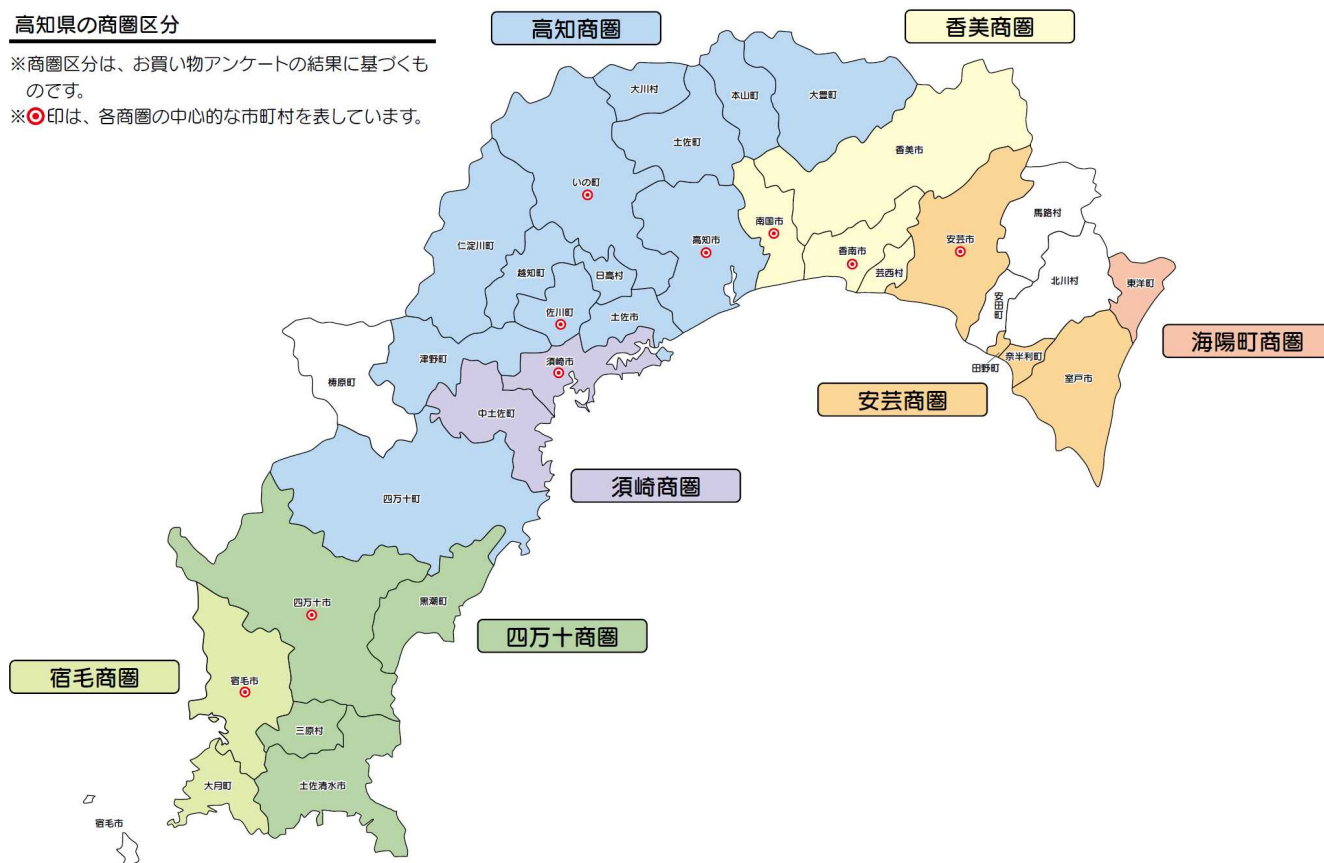 高知県の商圏区分
※商圏区分は、お買い物アンケートの結果に基づくも
のです。
※◎印は、各商圏の中心的な市町村を表しています。
高知商圏
香美商圏
大川村
本山町
大豊町
土佐町
香美市
いの町
馬路村
南国市
高知市
安芸市
仁淀川町
香南市
越知町
日高村
芸西村
北川村
東洋町
安田町
佐川町
土佐市
海陽町商圏
津野町
須崎市
奈半利町
田野町
梼原町
室戸市
安芸商圏
中土佐町
須崎商圏
四万十町
四万十市
黒潮町
四万十商圏
宿毛商圏
宿毛市
三原村
大月町
土佐清水市
宿毛市